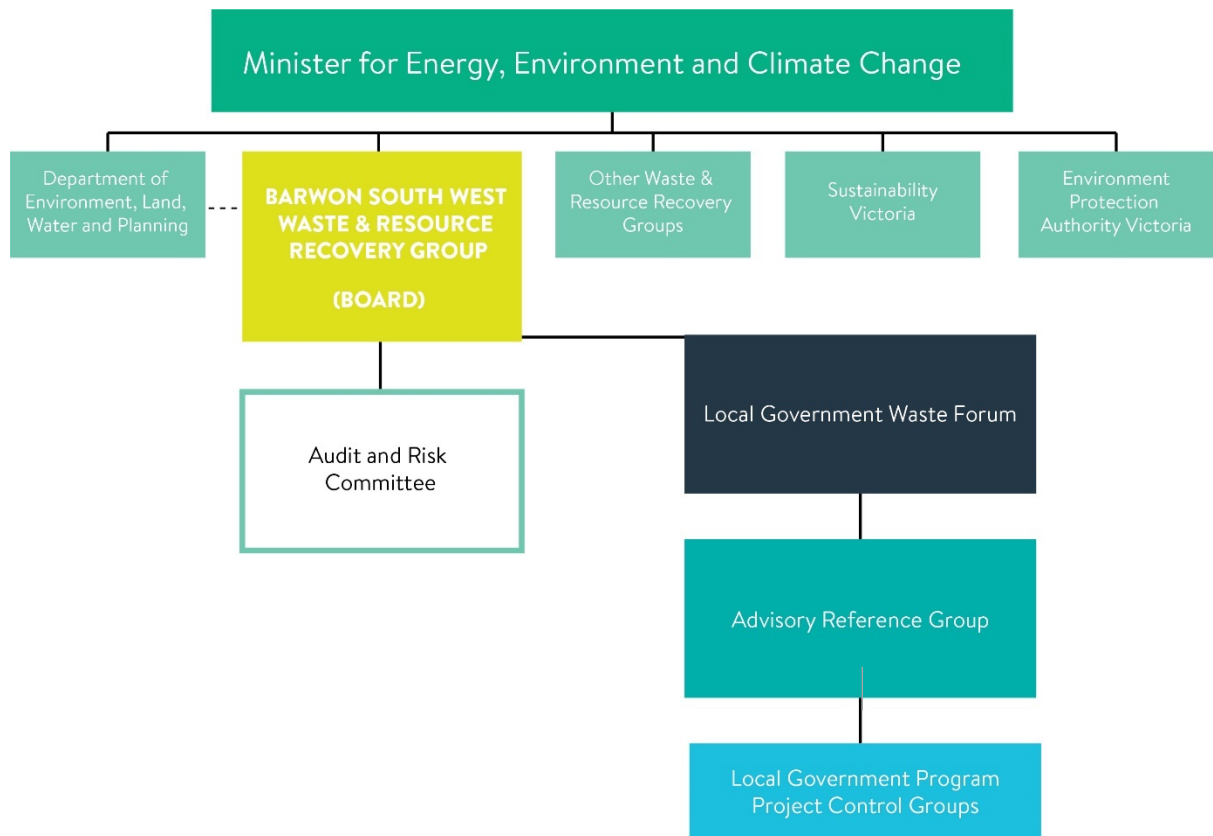 Minister for Energy, Environment and Climate Change
Department of
Environment, Land,
Water and Planning
BARWON SOUTH WEST
WASTE & RESOURCE
RECOVERY GROUP
(BOARD)
Other Waste &
Resource Recovery
Groups
Sustainability
Victoria
Environment
Protection
Authority Victoria
Audit and Risk
Committee
Local Government Waste Forum
Advisory Reference Group
Local Government Program
Project Control Groups